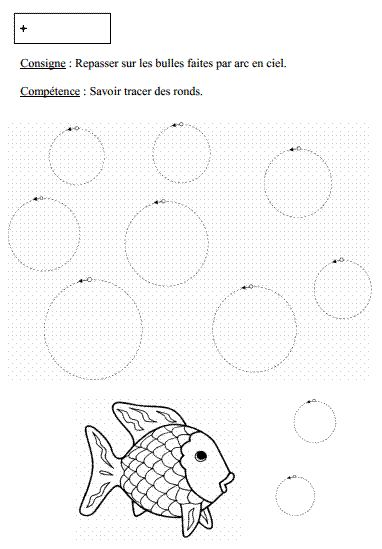 +
Consigne : Repasser sur les bulles faites par arc en ciel.
Compétence : Savoir tracer des ronds.